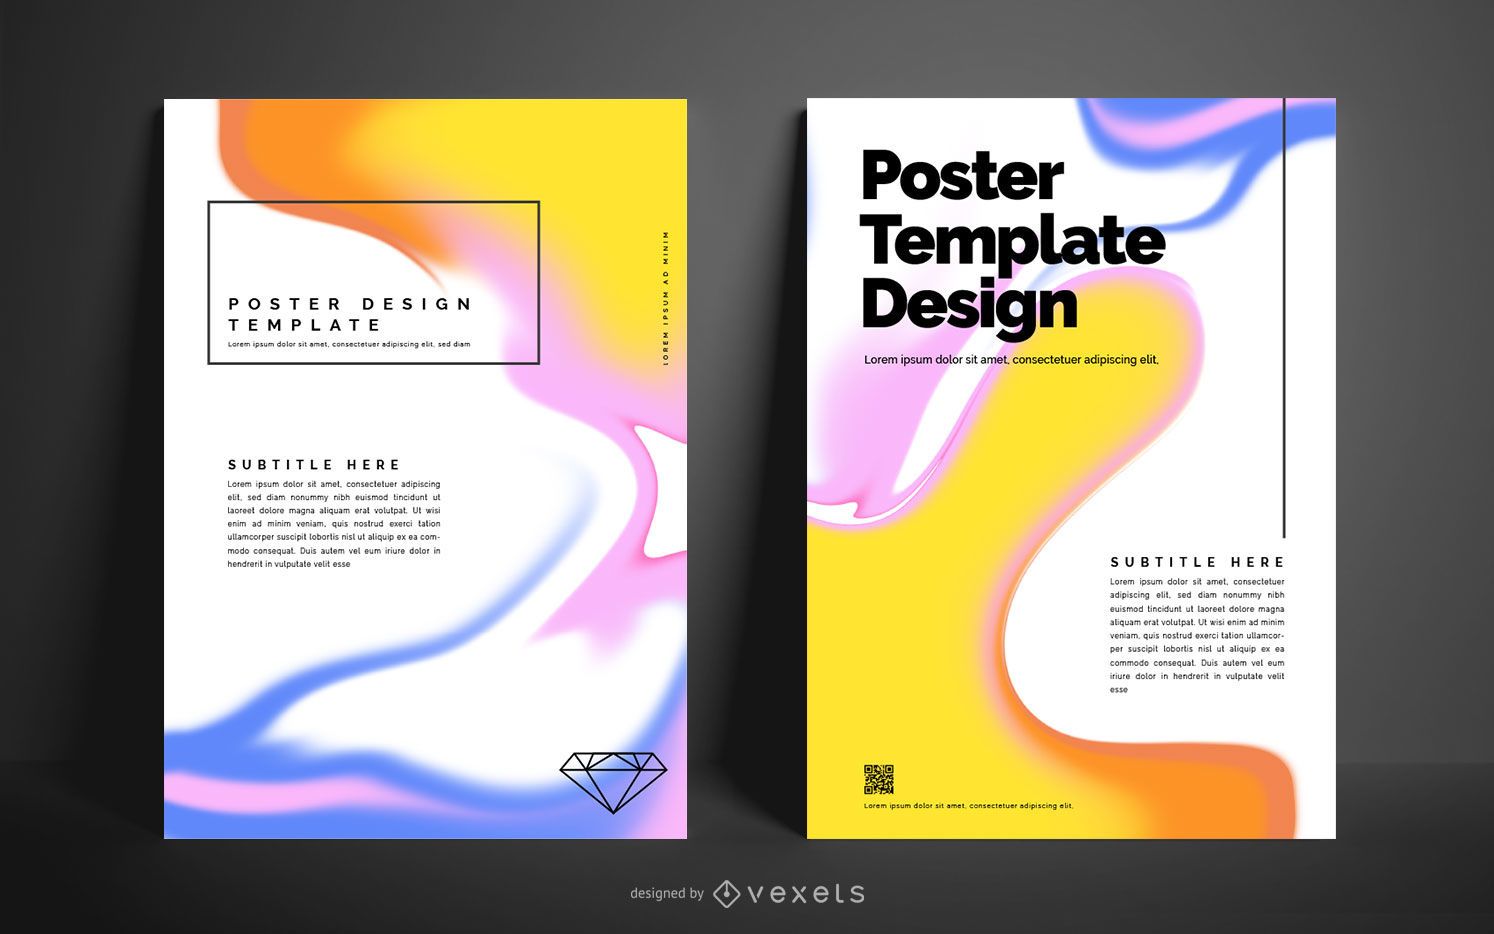 POSTER DESIGN
TEMPLATE
Lorem ipsum dolor sit amet, consectetuer adipiscing elit, sed diam
LOREM IPSUM AD MINIM
SUBTITLE HERE
Lorem ipsum dolor sit amet, consectetuer adipiscing
elit, sed diam nonummy nibh euismod tincidunt ut
laoreet dolore magna aliquam erat volutpat. Ut wisi
enim ad minim veniam, quis nostrud exerci tation
ullamcorper suscipit lobortis nisl ut aliquip ex ea com-
modo consequat. Duis autem vel eum iriure dolor in
hendrerit in vulputate velit esse
Poster
Template
Design
Lorem ipsum dolor sit amet, consectetuer adipiscing elit,
SUBTITLE HERE
Lorem ipsum dolor sit amet, consectetuer
adipiscing elit, sed diam nonummy nibh
euismod tincidunt ut laoreet dolore magna
aliquam erat volutpat. Ut wisi enim ad minim
veniam, quis nostrud exerci tation ullamcor-
per suscipit lobortis nisl ut aliquip ex ea
commodo consequat. Duis autem vel eum
iriure dolor in hendrerit in vulputate velit
esse
Lorem ipsum dolor sit amet, consectetuer adipiscing elit,
designed by vexels